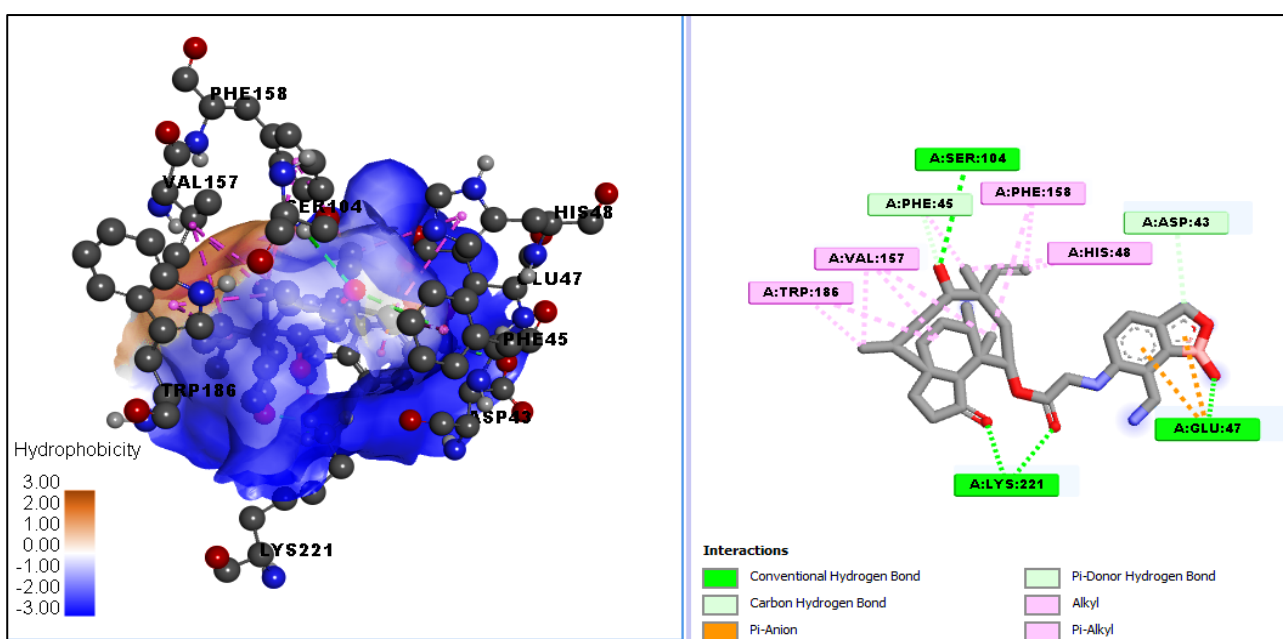 PHE158
VAL157
SER104
HIS48
GLU47
PHE45
TRP186
ASP43
LYS221
Hydrophobicity
3.00
2.00
1.00
0.00
-1.00
-2.00
-3.00
A:SER:104
A:PHE:45
A:PHE:158
A:ASP:43
A:VAL:157
A:HIS:48
A:TRP:186
A:GLU:47
A:LYS:221
Interactions
Conventional Hydrogen Bond
Carbon Hydrogen Bond
Pi-Anion
Pi-Donor Hydrogen Bond
Alkyl
Pi-Alkyl